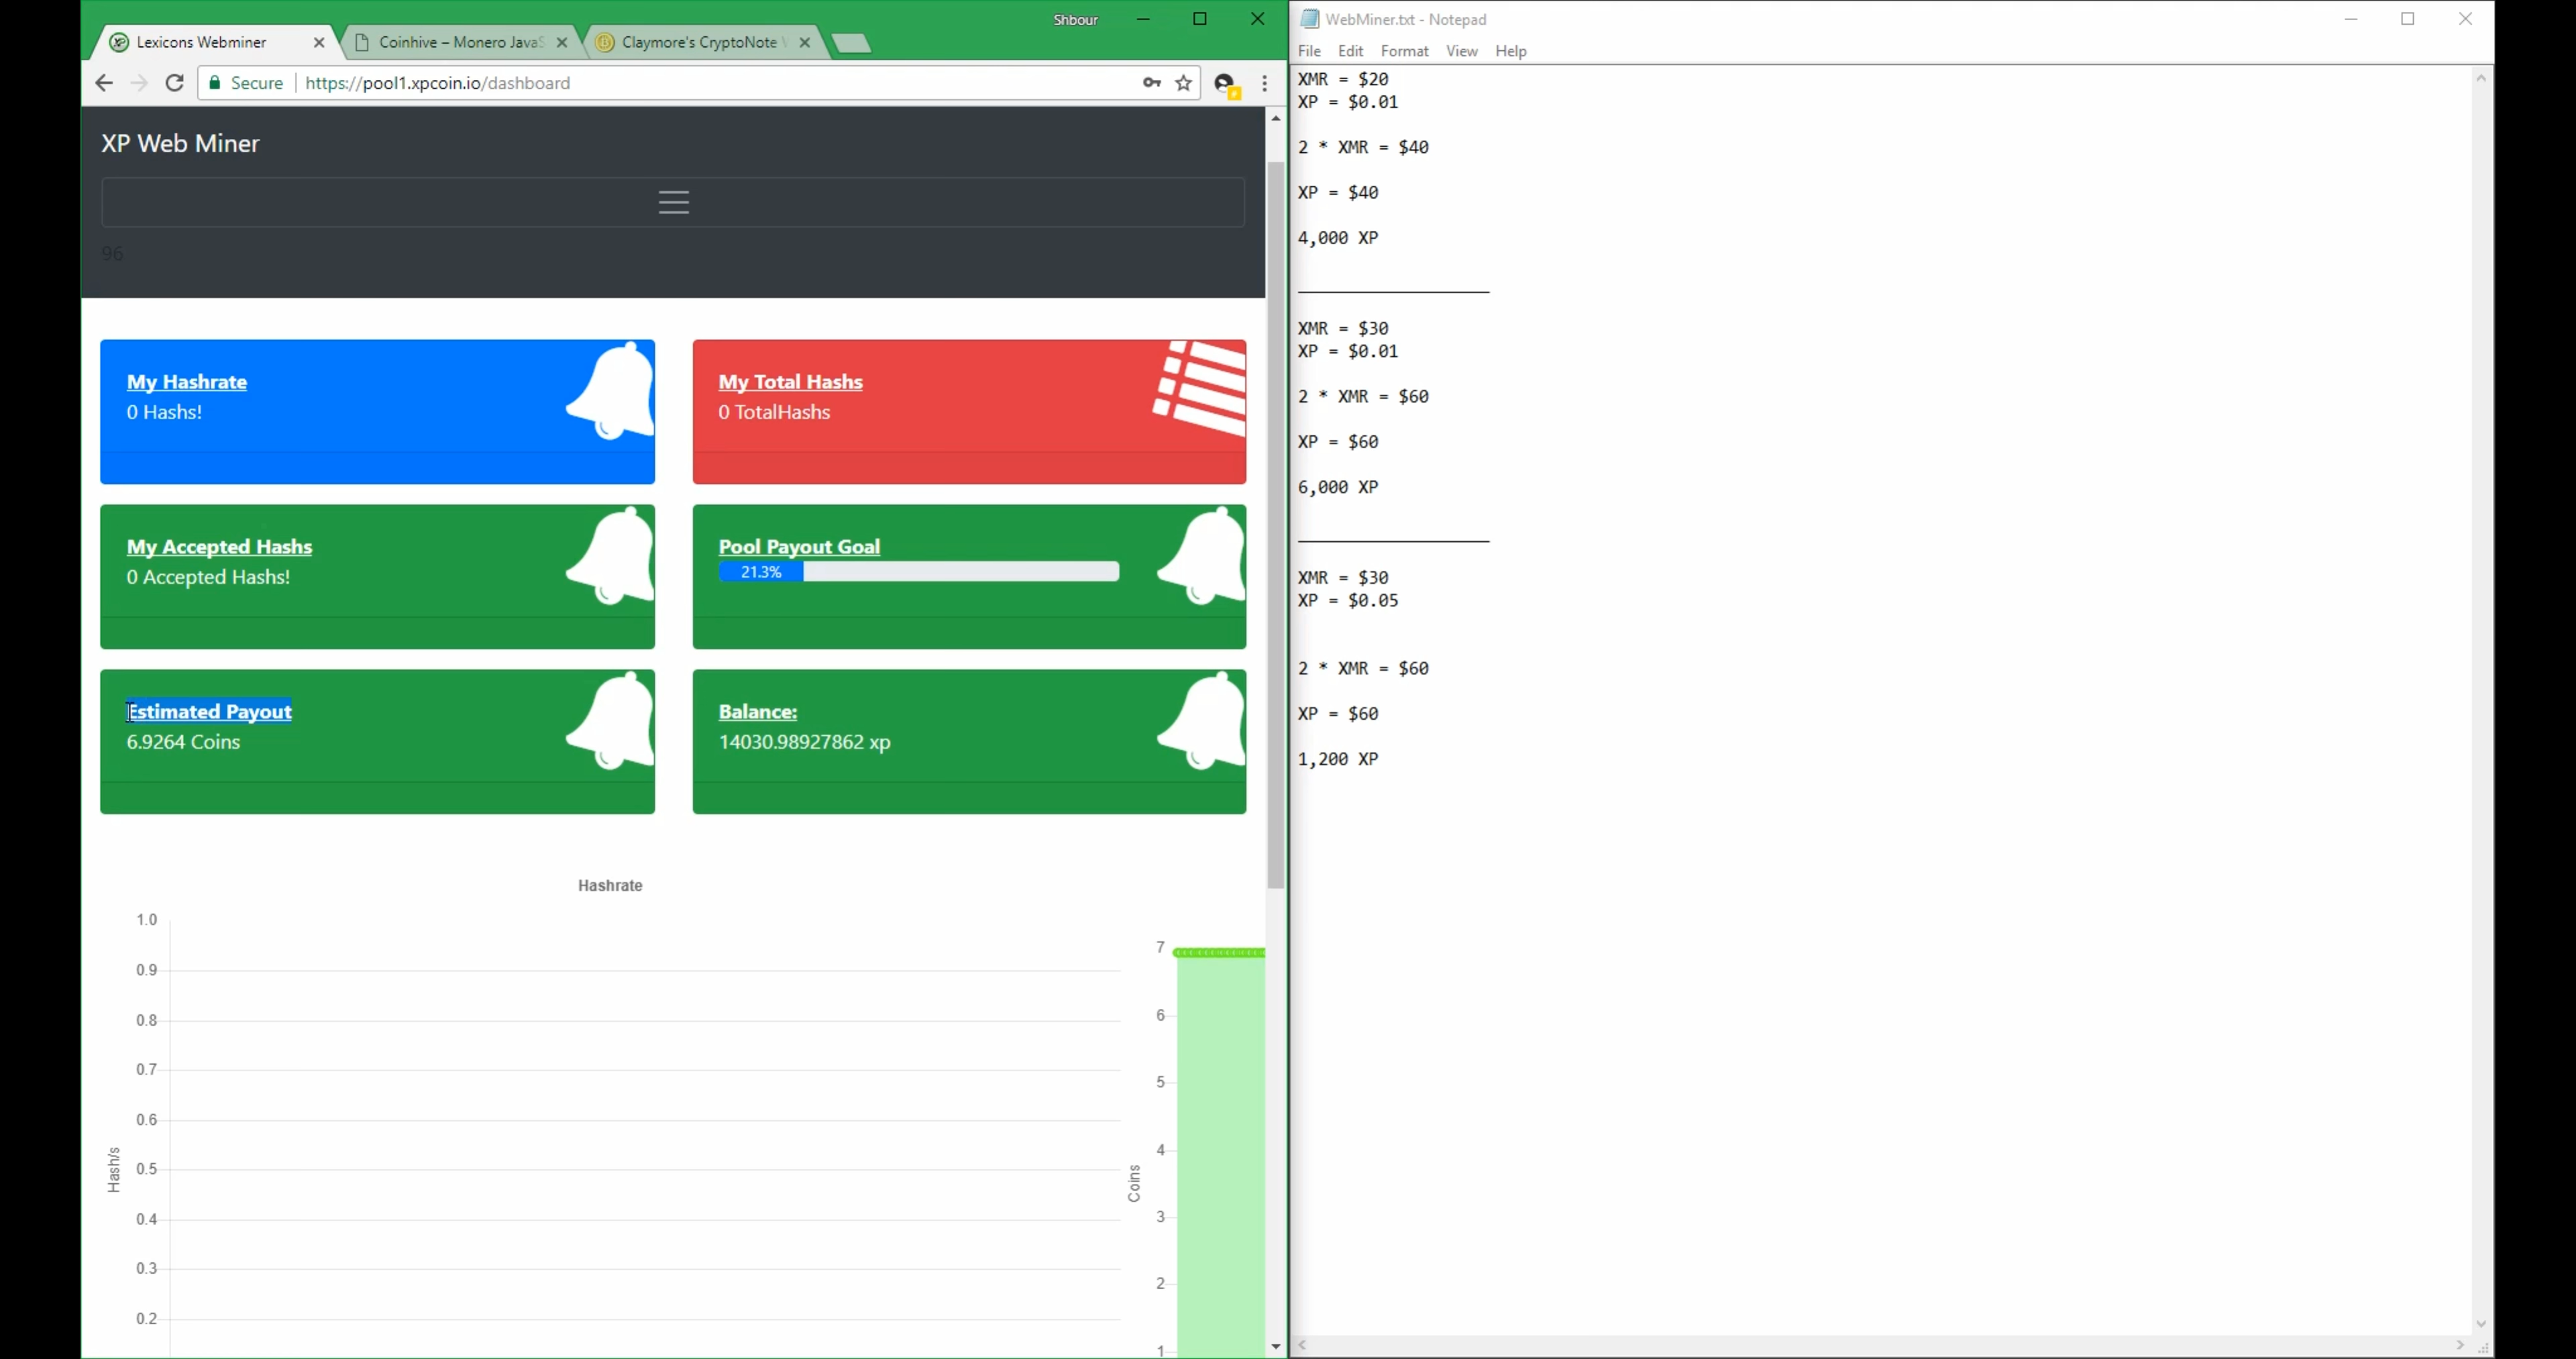 Shbour
Lexicons Webminer
Coinhive – Monero JavaS
Claymore's CryptoNote
Secure
https://pool1.xpcoin.io/dashboard
XP Web Miner
96
My Hashrate
0 Hashs!
My Total Hashs
0 TotalHashs
My Accepted Hashs
0 Accepted Hashs!
Pool Payout Goal
21.3%
Estimated Payout
6.9264 Coins
Balance:
14030.98927862 xp
Hashrate
1.0
0.9
0.8
0.7
0.6
0.5
0.4
0.3
0.2
Hash/s
7
6
5
4
3
2
1
Coins
WebMiner.txt - Notepad
File Edit Format View Help
XMR = $20
XP = $0.01
2 * XMR = $40
XP = $40
4,000 XP
XMR = $30
XP = $0.01
2 * XMR = $60
XP = $60
6,000 XP
XMR = $30
XP = $0.05
2 * XMR = $60
XP = $60
1,200 XP